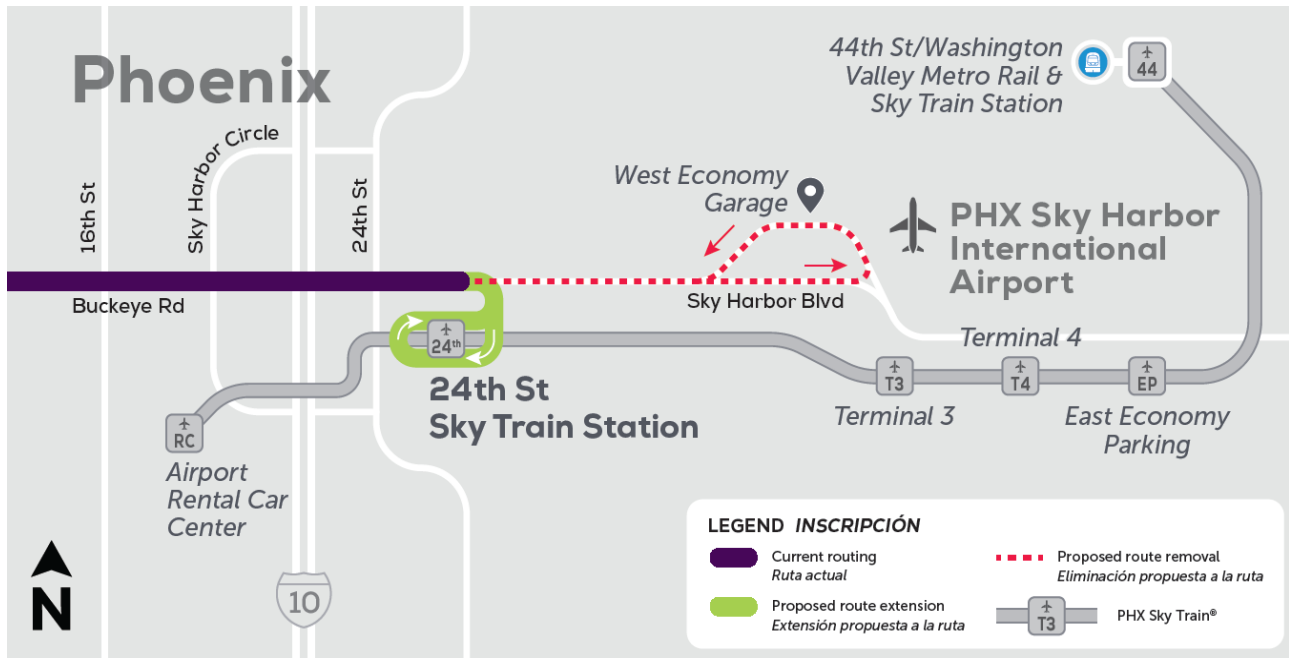 Phoenix
44th St/Washington
Valley Metro Rail &
Sky Train Station
44
16th St
Sky Harbor Circle
24th St
West Economy
Garage
PHX Sky Harbor
International
Airport
Buckeye Rd
Sky Harbor Blvd
24th
24th St
Sky Train Station
Terminal 4
T3
T4
EP
Terminal 3
East Economy
Parking
RC
Airport
Rental Car
Center
10
N
LEGEND INSCRIPCIÓN
Current routing
Ruta actual
Proposed route extension
Extensión propuesta a la ruta
Proposed route removal
Eliminación propuesta a la ruta
T3
PHX Sky Train®